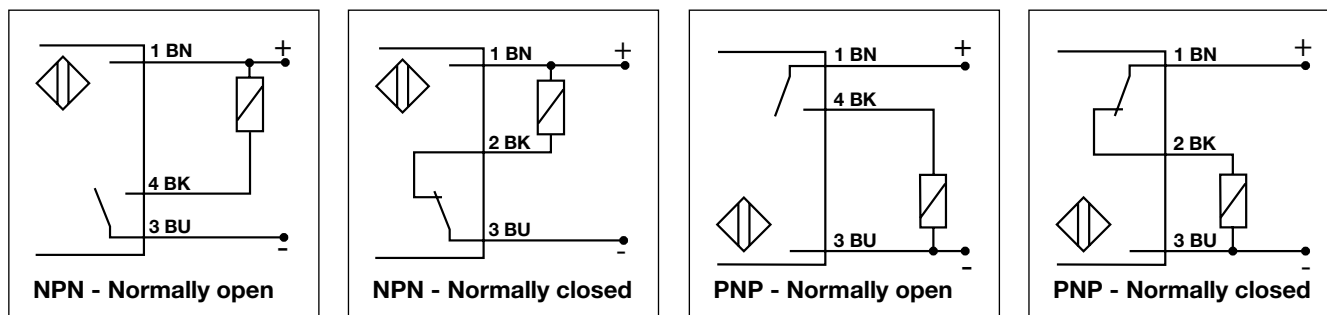 1 BN
+
4 BK
3 BU
-
NPN - Normally open
1 BN
+
2 BK
3 BU
-
NPN - Normally closed
1 BN
+
4 BK
3 BU
-
PNP - Normally open
1 BN
+
2 BK
3 BU
-
PNP - Normally closed